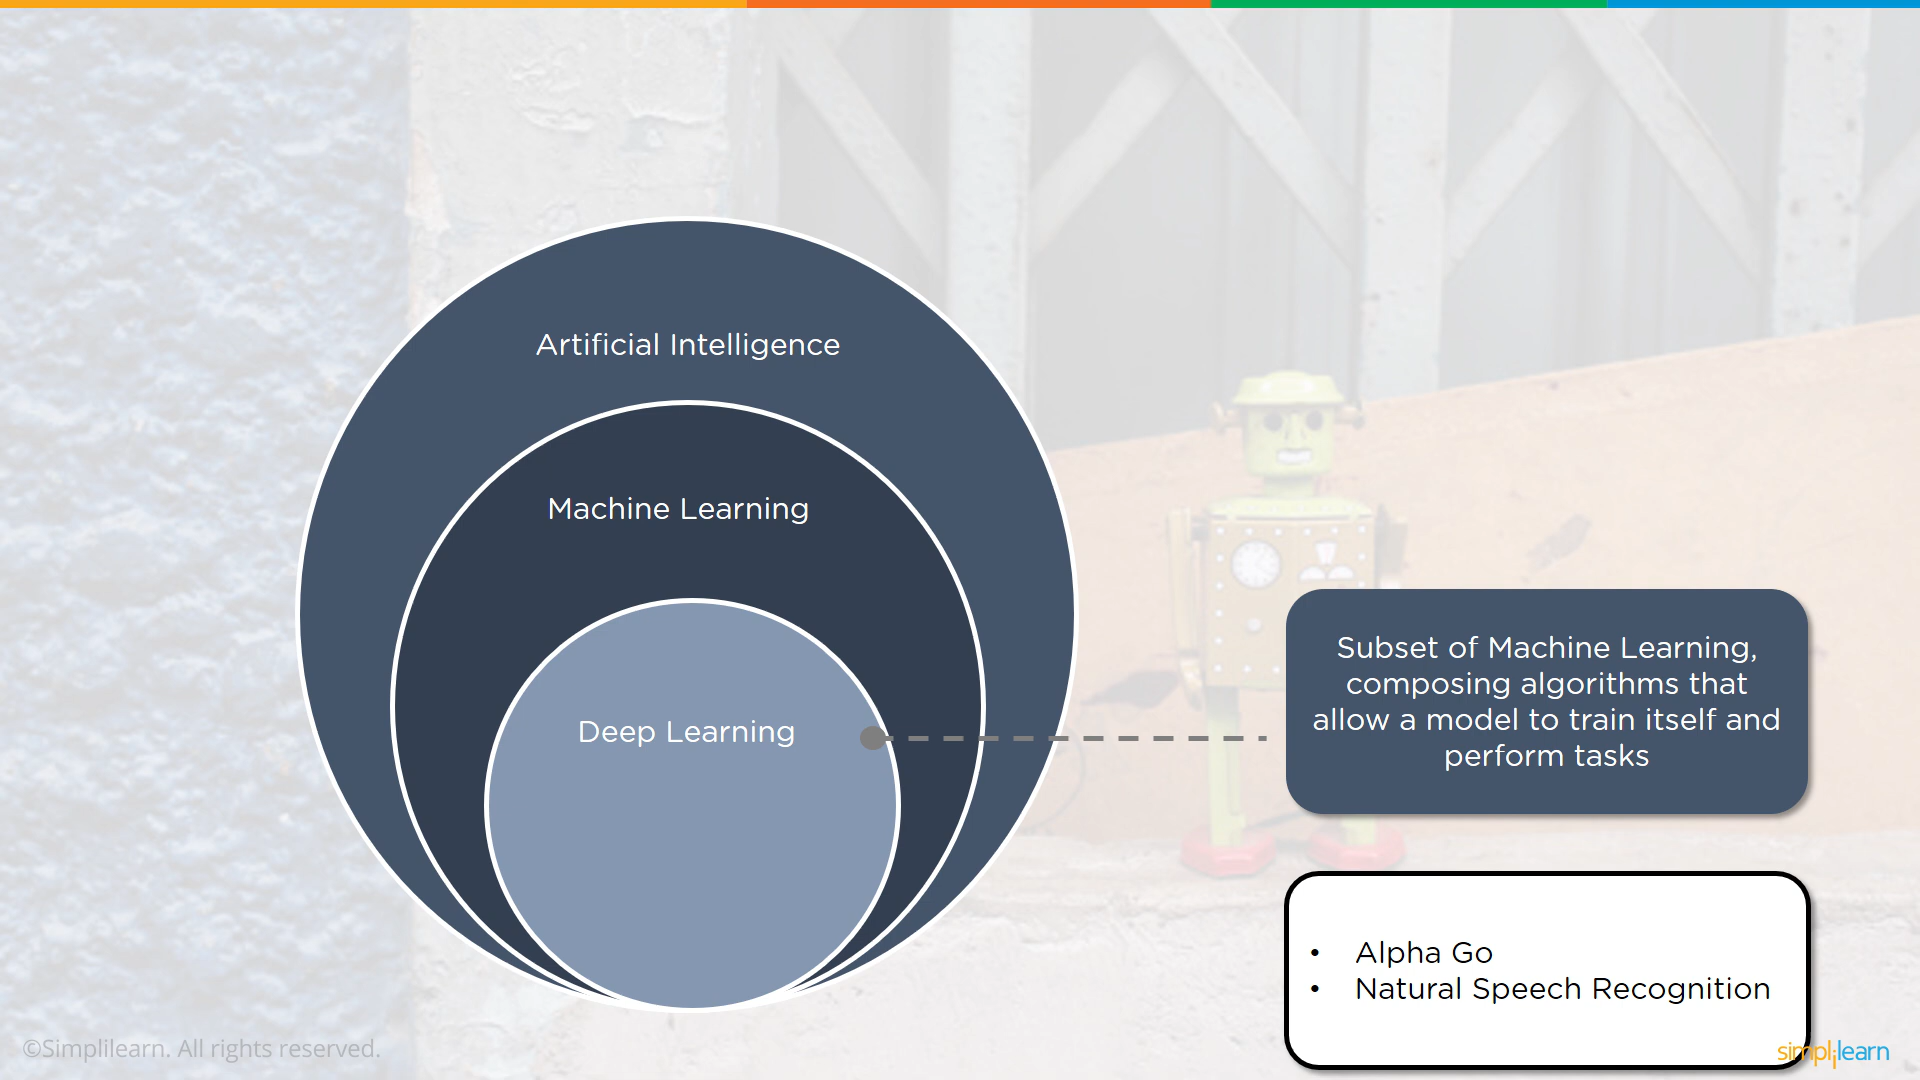 Artificial Intelligence
Machine Learning
Deep Learning
Subset of Machine Learning,
composing algorithms that
allow a model to train itself and
perform tasks
• Alpha Go
• Natural Speech Recognition
©Simplilearn. All rights reserved.
simplilearn